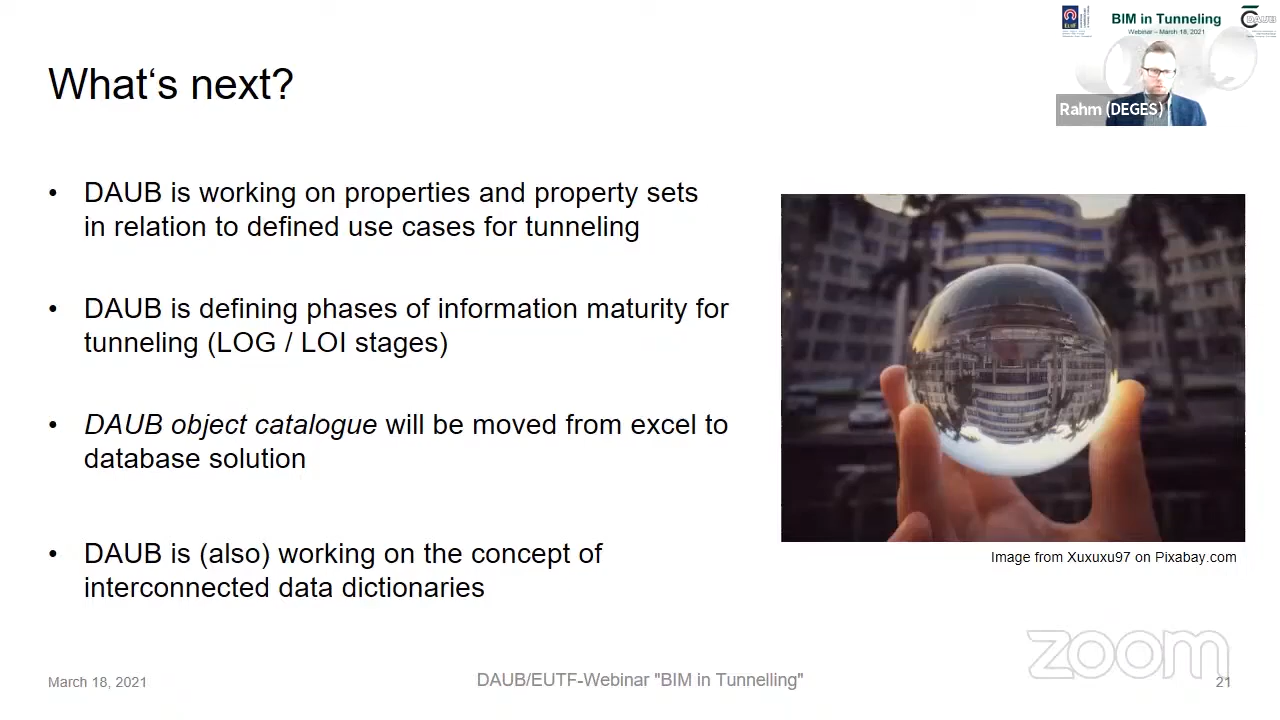 BIM in Tunneling
Webinar – March 18, 2021
DAUB
Rahm (DEGES)
What‘s next?
• DAUB is working on properties and property sets
in relation to defined use cases for tunneling
• DAUB is defining phases of information maturity for
tunneling (LOG / LOI stages)
• DAUB object catalogue will be moved from excel to
database solution
• DAUB is (also) working on the concept of
interconnected data dictionaries
Image from Xuxuxu97 on Pixabay.com
zoom
March 18, 2021
DAUB/EUTF-Webinar "BIM in Tunnelling"
21